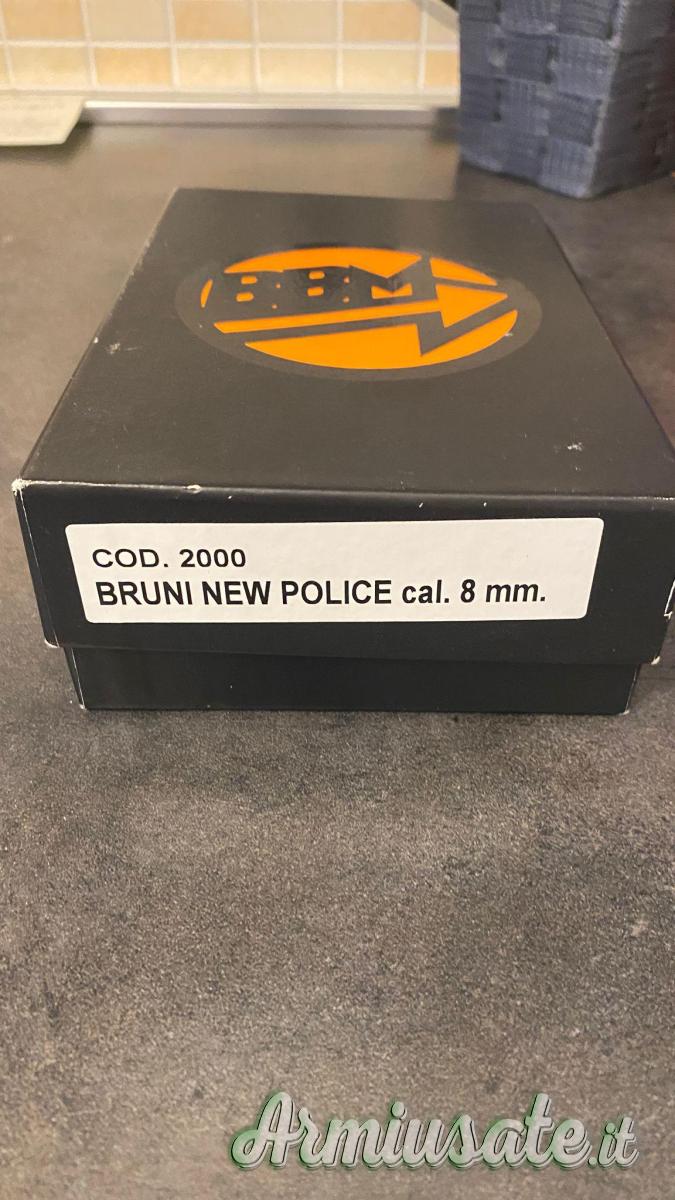 BBM
COD. 2000
BRUNI NEW POLICE cal. 8 mm.
Armiusate.it